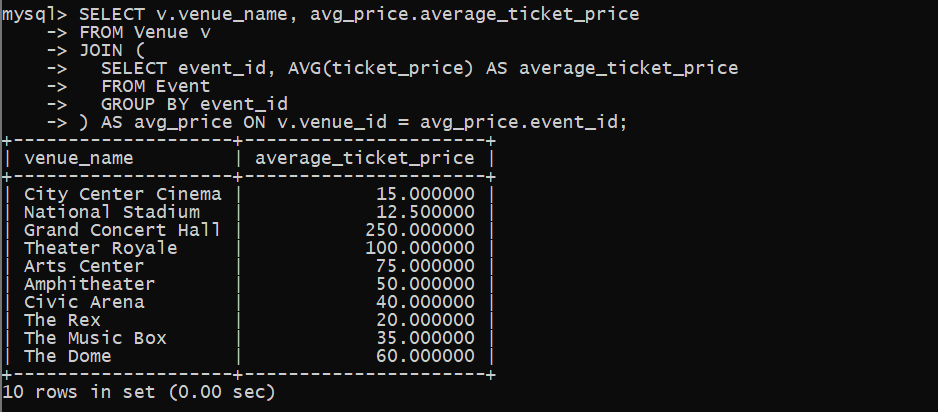 mysql> SELECT v.venue_name, avg_price.average_ticket_price
    -> FROM Venue v
    -> JOIN (
    ->   SELECT event_id, AVG(ticket_price) AS average_ticket_price
    ->   FROM Event
    ->   GROUP BY event_id
    -> ) AS avg_price ON v.venue_id = avg_price.event_id;
+--------------------+----------------------+
| venue_name         | average_ticket_price |
+--------------------+----------------------+
| City Center Cinema |            15.000000 |
| National Stadium   |            12.500000 |
| Grand Concert Hall |           250.000000 |
| Theater Royale     |           100.000000 |
| Arts Center        |            75.000000 |
| Amphitheater       |            50.000000 |
| Civic Arena        |            40.000000 |
| The Rex            |            20.000000 |
| The Music Box      |            35.000000 |
| The Dome           |            60.000000 |
+--------------------+----------------------+
10 rows in set (0.00 sec)